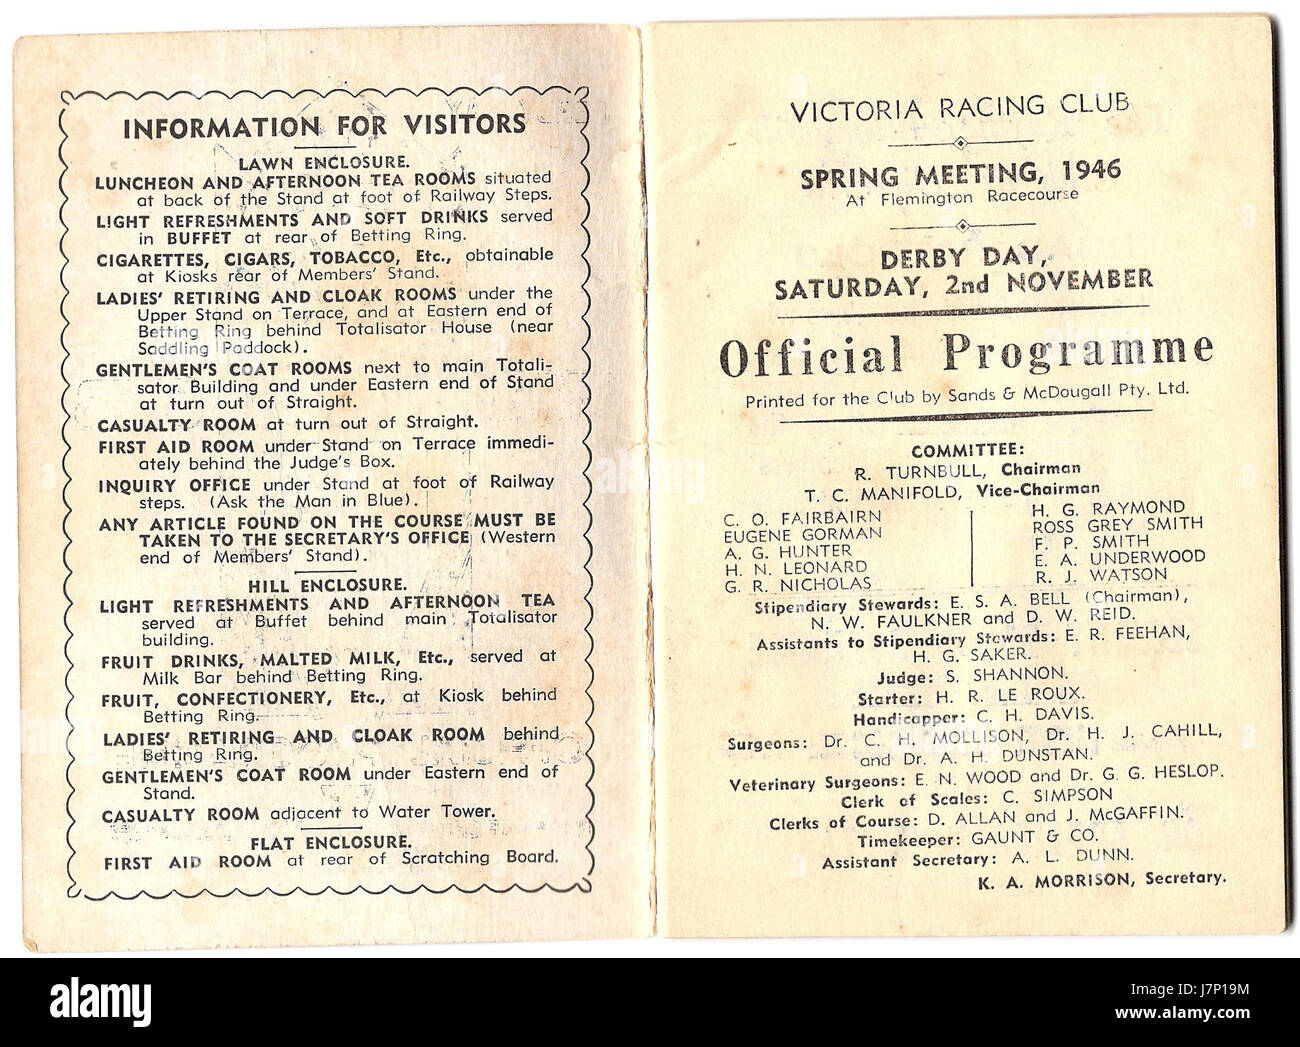 INFORMATION FOR VISITORS
LAWN ENCLOSURE.
LUNCHEON AND AFTERNOON TEA ROOMS situated
at back of the Stand at foot of Railway Steps.
LIGHT REFRESHMENTS AND SOFT DRINKS served
in BUFFET at rear of Betting Ring.
CIGARETTES, CIGARS, TOBACCO, Etc., obtainable
at Kiosks rear of Members' Stand.
LADIES' RETIRING AND CLOAK ROOMS under the
Upper Stand on Terrace, and at Eastern end of
Betting Ring behind Totalisator House (near
Saddling Paddock).
GENTLEMEN'S COAT ROOMS next to main Totali-
sator Building and under Eastern end of Stand
at turn out of Straight.
CASUALTY ROOM at turn out of Straight.
FIRST AID ROOM under Stand on Terrace immedi-
ately behind the Judge's Box.
INQUIRY OFFICE under Stand at foot of Railway
steps. (Ask the Man in Blue).
ANY ARTICLE FOUND ON THE COURSE MUST BE
TAKEN TO THE SECRETARY'S OFFICE (Western
end of Members' Stand).
HILL ENCLOSURE.
LIGHT REFRESHMENTS AND AFTERNOON TEA
served at Buffet behind main Totalisator
building.
FRUIT DRINKS, MALTED MILK, Etc., served at
Milk Bar behind Betting Ring.
FRUIT, CONFECTIONERY, Etc., at Kiosk behind
Betting Ring.
LADIES' RETIRING AND CLOAK ROOM behind
Betting Ring.
GENTLEMEN'S COAT ROOM under Eastern end of
Stand.
CASUALTY ROOM adjacent to Water Tower.
FLAT ENCLOSURE.
FIRST AID ROOM at rear of Scratching Board.
VICTORIA RACING CLUB
SPRING MEETING, 1946
At Flemington Racecourse
DERBY DAY,
SATURDAY, 2nd NOVEMBER
Official Programme
Printed for the Club by Sands & McDougall Pty. Ltd.
COMMITTEE:
R. TURNBULL, Chairman
T. C. MANIFOLD, Vice-Chairman
C. O. FAIRBAIRN
EUGENE GORMAN
A. G. HUNTER
H. N. LEONARD
G. R. NICHOLAS
H. G. RAYMOND
ROSS GREY SMITH
F. P. SMITH
E. A. UNDERWOOD
R. J. WATSON
Stipendiary Stewards: E. S. A. BELL (Chairman),
N. W. FAULKNER and D. W. REID.
Assistants to Stipendiary Stewards: E. R. FEEHAN,
H. G. SAKER.
Judge: S. SHANNON.
Starter: H. R. LE ROUX.
Handicapper: C. H. DAVIS.
Surgeons: Dr. C. H. MOLLISON, Dr. H. J. CAHILL,
and Dr. A. H. DUNSTAN.
Veterinary Surgeons: E. N. WOOD and Dr. G. G. HESLOP.
Clerk of Scales: C. SIMPSON
Clerks of Course: D. ALLAN and J. McGAFFIN.
Timekeeper: GAUNT & CO.
Assistant Secretary: A. L. DUNN.
K. A. MORRISON, Secretary.
alamy
Image ID: J7P19M
www.alamy.com